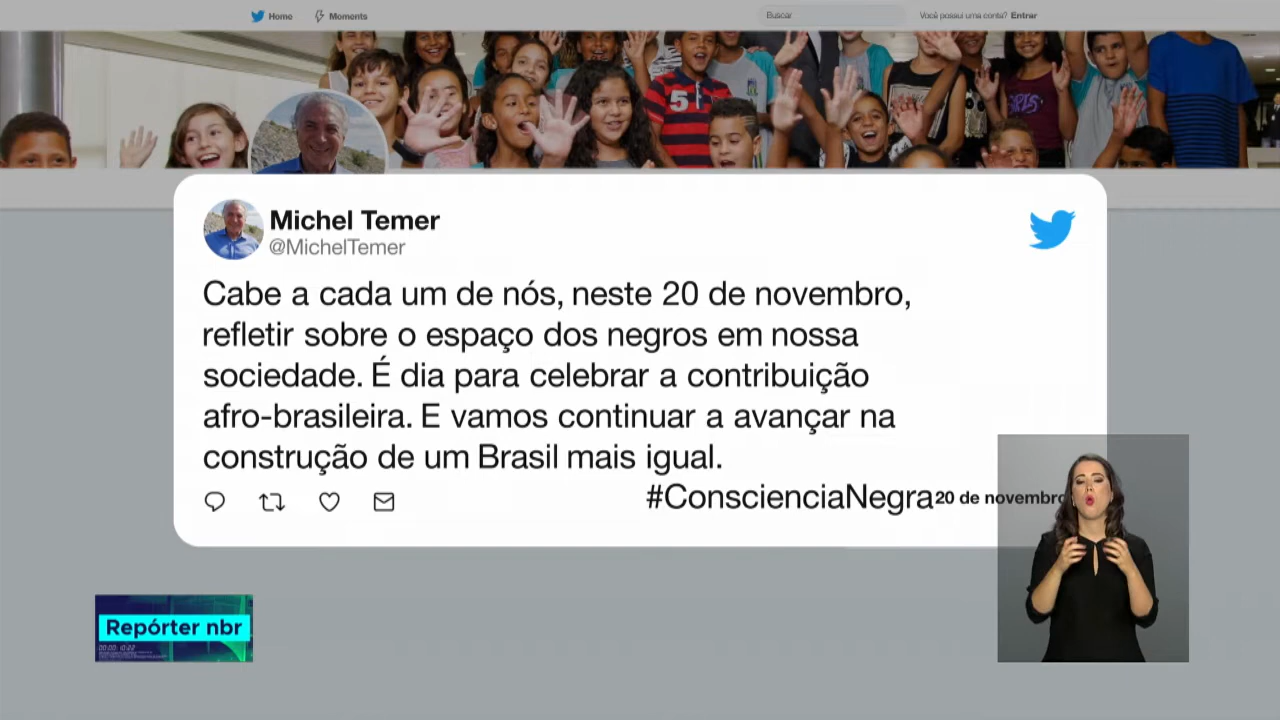 Home Moments Buscar Você possui uma conta? Entrar
5
Michel Temer
@MichelTemer
Cabe a cada um de nós, neste 20 de novembro,
refletir sobre o espaço dos negros em nossa
sociedade. É dia para celebrar a contribuição
afro-brasileira. E vamos continuar a avançar na
construção de um Brasil mais igual.
#ConscienciaNegra 20 de novembro
Repórter nbr